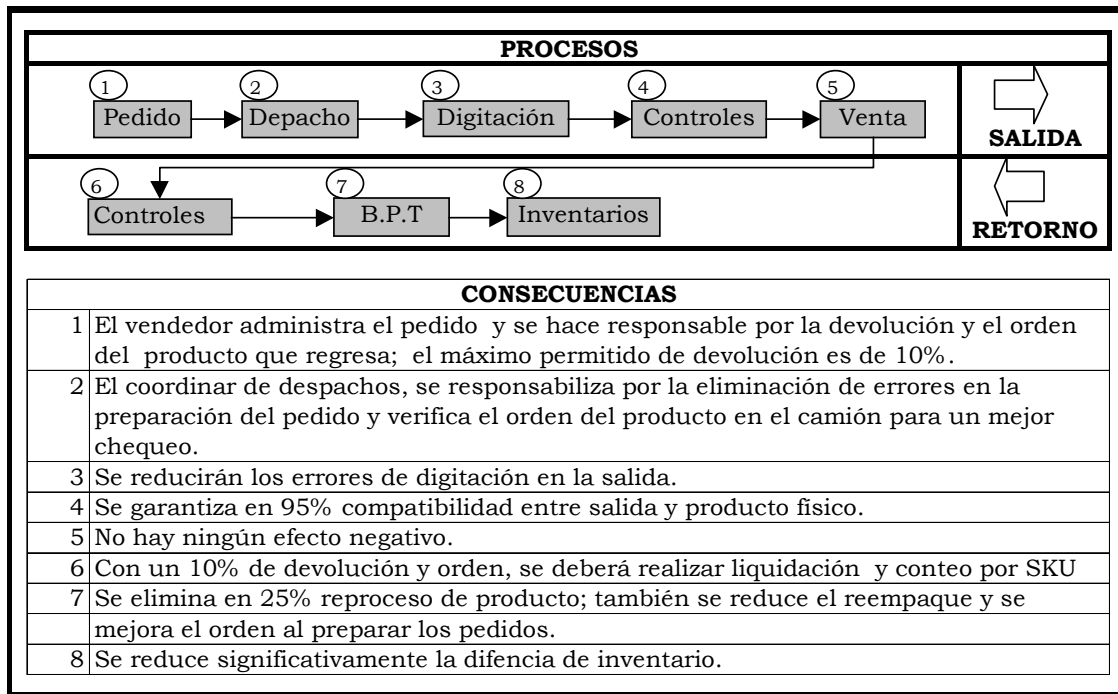 PROCESOS
1 2 3 4 5
Pedido Depacho Digitación Controles Venta
SALIDA
6 7 8
Controles B.P.T Inventarios
RETORNO
CONSECUENCIAS
1 El vendedor administra el pedido y se hace responsable por la devolución y el orden
del producto que regresa; el máximo permitido de devolución es de 10%.
2 El coordinar de despachos, se responsabiliza por la eliminación de errores en la
preparación del pedido y verifica el orden del producto en el camión para un mejor
chequeo.
3 Se reducirán los errores de digitación en la salida.
4 Se garantiza en 95% compatibilidad entre salida y producto físico.
5 No hay ningún efecto negativo.
6 Con un 10% de devolución y orden, se deberá realizar liquidación y conteo por SKU
7 Se elimina en 25% reproceso de producto; también se reduce el reempaque y se
mejora el orden al preparar los pedidos.
8 Se reduce significativamente la difencia de inventario.